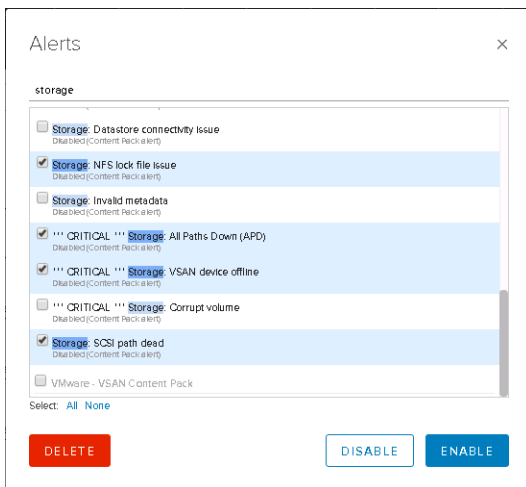 Alerts
storage
Storage: Datastore connectivity issue
Disabled (Content Pack alert)
Storage: NFS lock file issue
Disabled (Content Pack alert)
Storage: Invalid metadata
Disabled (Content Pack alert)
''' CRITICAL ''' Storage: All Paths Down (APD)
Disabled (Content Pack alert)
''' CRITICAL ''' Storage: VSAN device offline
Disabled (Content Pack alert)
''' CRITICAL ''' Storage: Corrupt volume
Disabled (Content Pack alert)
Storage: SCSI path dead
Disabled (Content Pack alert)
VMware - VSAN Content Pack
Select: All None
DELETE DISABLE ENABLE